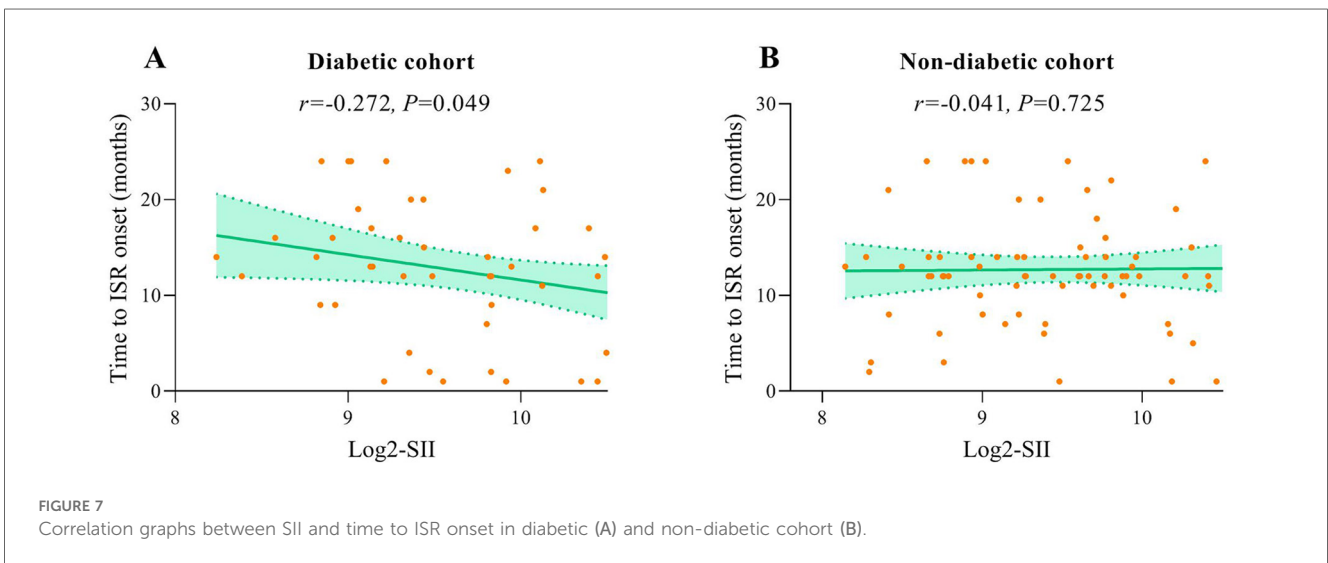 A
Diabetic cohort
r=-0.272, P=0.049
30
20
10
0
8
9
10
Time to ISR onset (months)
Log2-SII
B
Non-diabetic cohort
r=-0.041, P=0.725
30
20
10
0
8
9
10
Time to ISR onset (months)
Log2-SII
FIGURE 7
Correlation graphs between SII and time to ISR onset in diabetic (A) and non-diabetic cohort (B).